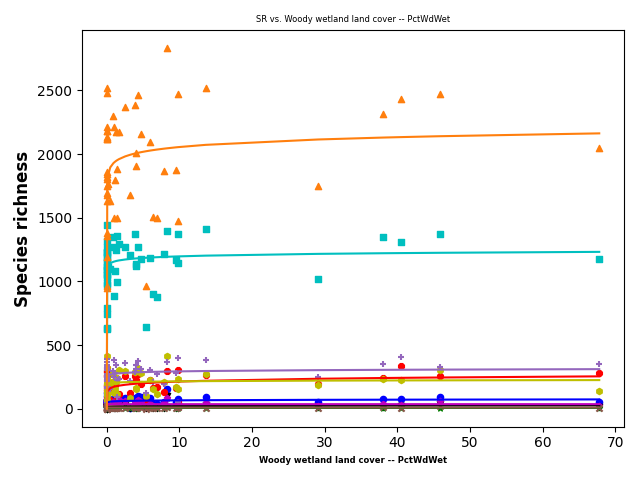 SR vs. Woody wetland land cover -- PctWdWet
2500
2000
1500
1000
500
0
Species richness
0 10 20 30 40 50 60 70
Woody wetland land cover -- PctWdWet